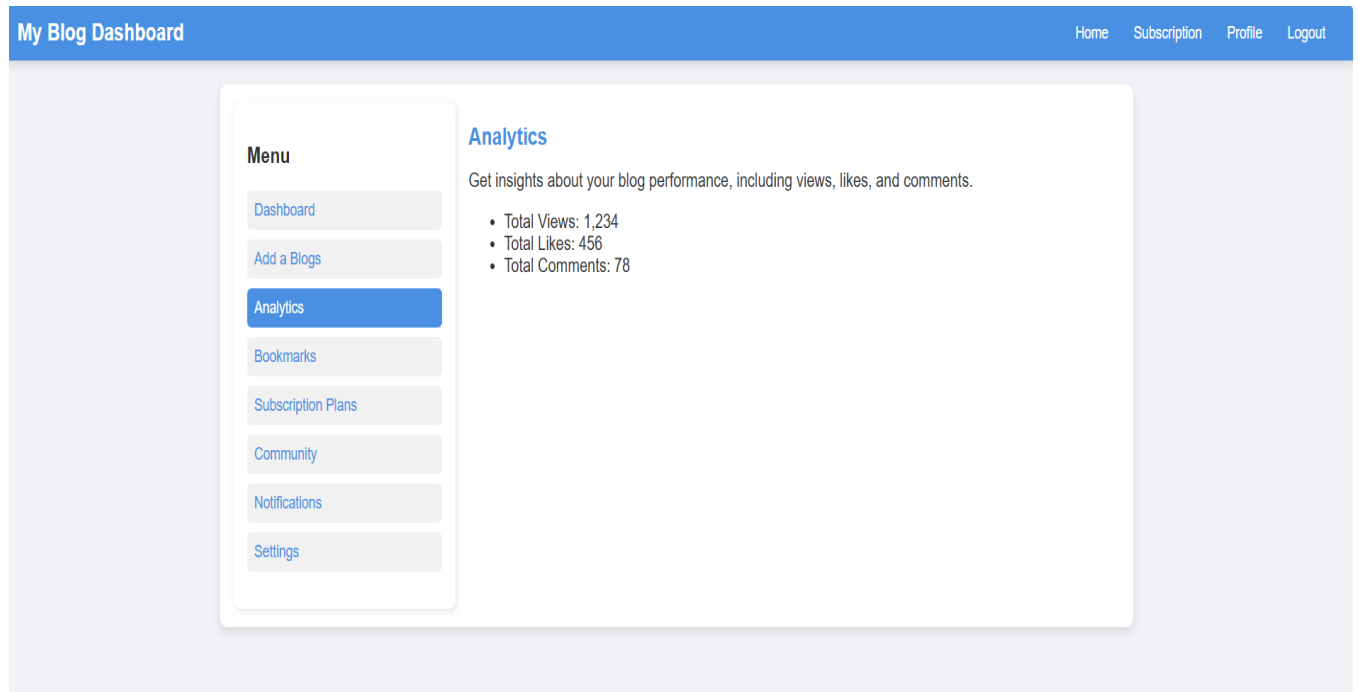 My Blog Dashboard
Home Subscription Profile Logout
Menu
Dashboard
Add a Blogs
Analytics
Bookmarks
Subscription Plans
Community
Notifications
Settings
Analytics
Get insights about your blog performance, including views, likes, and comments.
• Total Views: 1,234
• Total Likes: 456
• Total Comments: 78